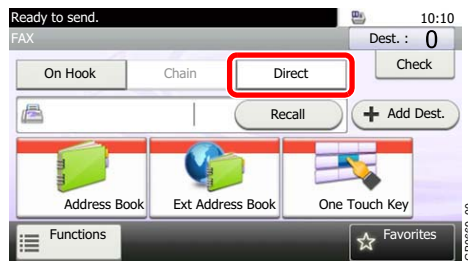 Ready to send.
10:10
FAX
Dest. : 0
On Hook
Chain
Direct
Check
Recall
Add Dest.
Address Book
Ext Address Book
One Touch Key
Functions
Favorites